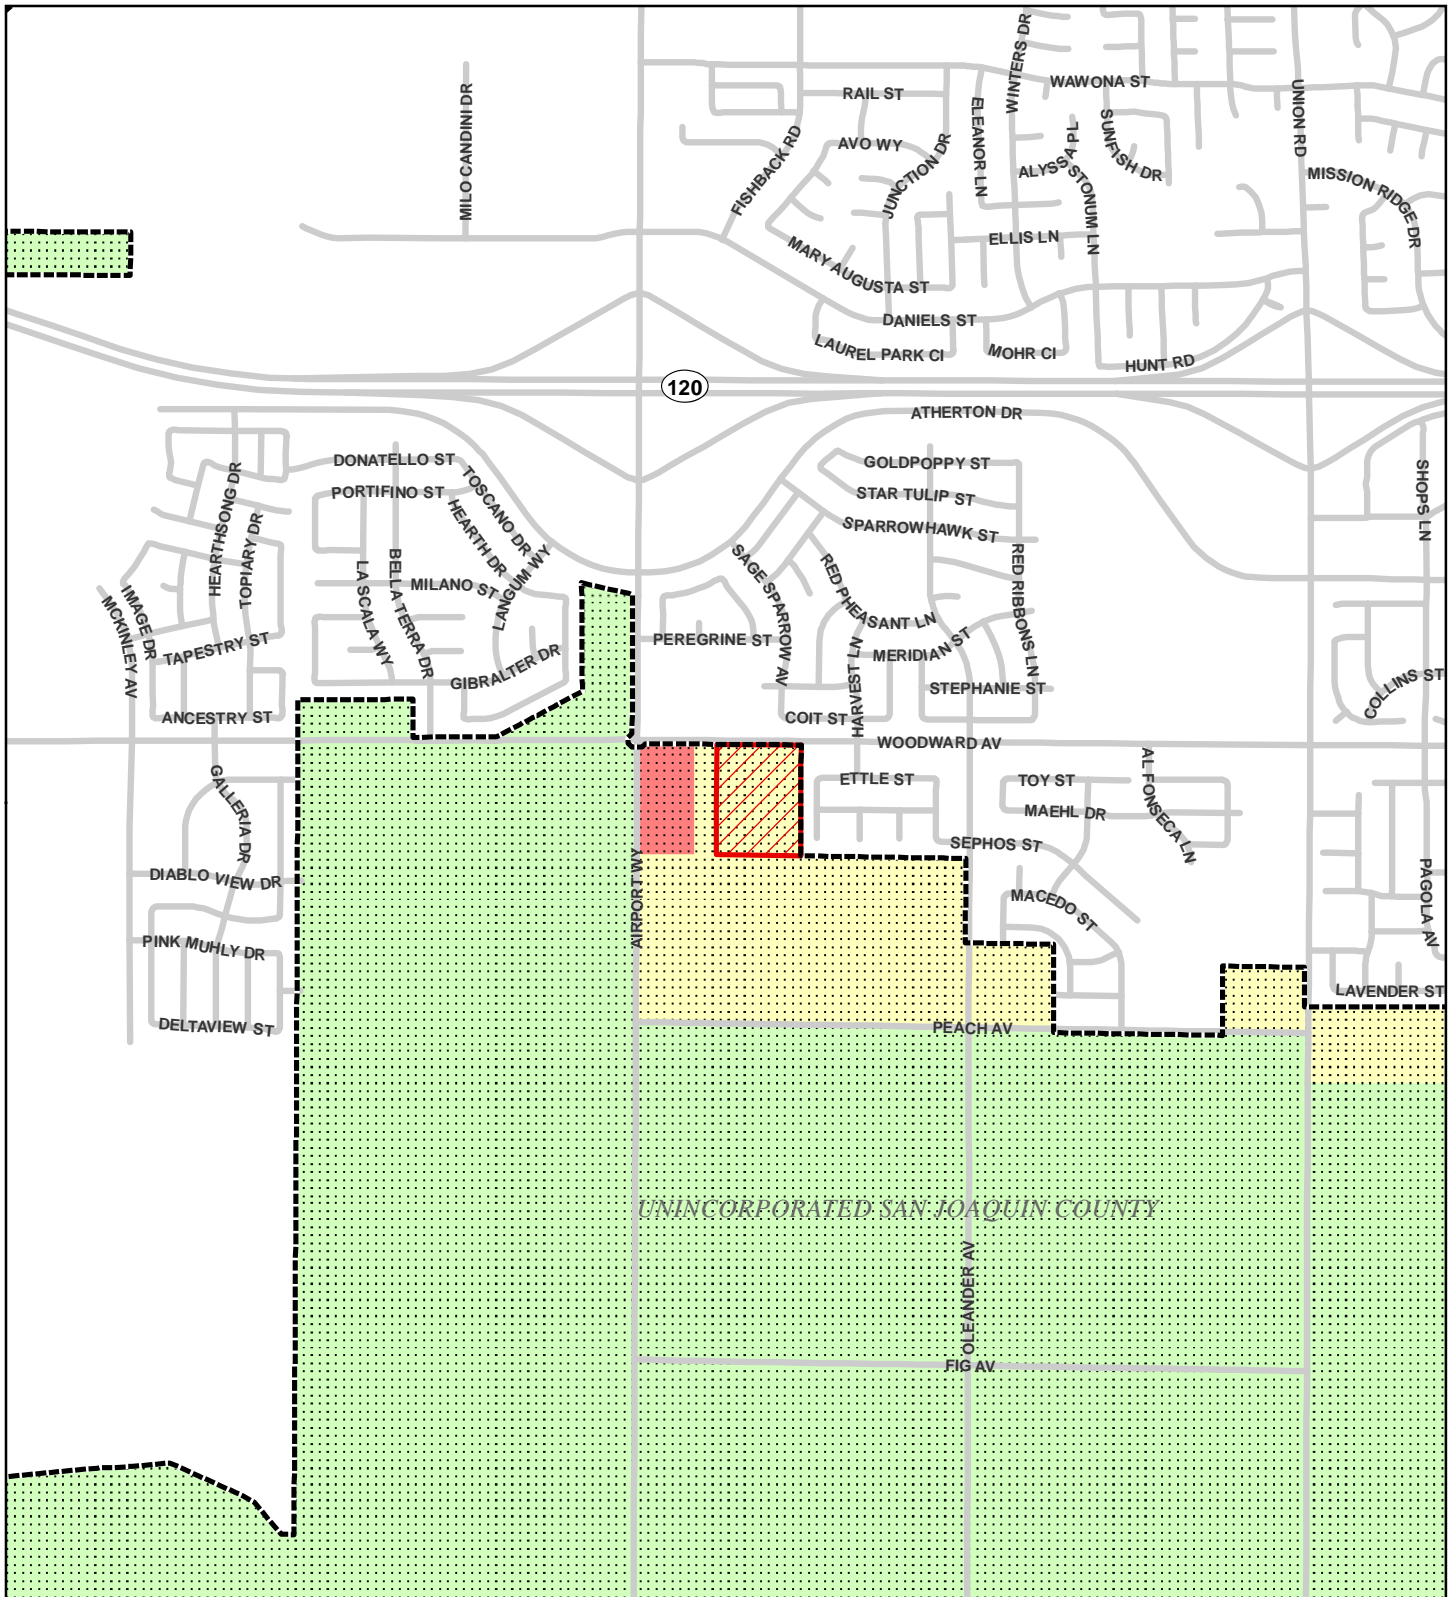 WINTERS DR
WAWONA ST
RAIL ST
MILO CANDINI DR
ELEANOR LN
UNION RD
SUNFISH DR
ALYSSA PL
AVO WY
FISHBACK RD
JUNCTION DR
STONUM LN
MISSION RIDGE DR
ELLIS LN
MARY AUGUSTA ST
DANIELS ST
LAUREL PARK CI
MOHR CI
HUNT RD
120
ATHERTON DR
DONATELLO ST
GOLDPOPPY ST
TOSCANO DR
PORTIFINO ST
STAR TULIP ST
SHOPS LN
HEARTHSONG DR
HEARTH DR
SPARROWHAWK ST
TOPIARY DR
LANGUM WY
SAGE SPARROW AV
RED PHEASANT LN
RED RIBBONS LN
LA SCALA WY
BELLA TERRA DR
MILANO ST
IMAGE DR
MCKINLEY AV
TAPESTRY ST
PEREGRINE ST
HARVEST LN
MERIDIAN ST
GIBRALTER DR
STEPHANIE ST
COLLINS ST
ANCESTRY ST
COIT ST
WOODWARD AV
GALLERIA DR
ETTLE ST
TOY ST
AL FONSECA LN
MAEHL DR
SEPHOS ST
AIRPORT WY
DIABLO VIEW DR
MACEDO ST
PAGOLA AV
PINK MUHLY DR
LAVENDER ST
DELTAVIEW ST
PEACH AV
UNINCORPORATED SAN JOAQUIN COUNTY
OLEANDER AV
FIG AV